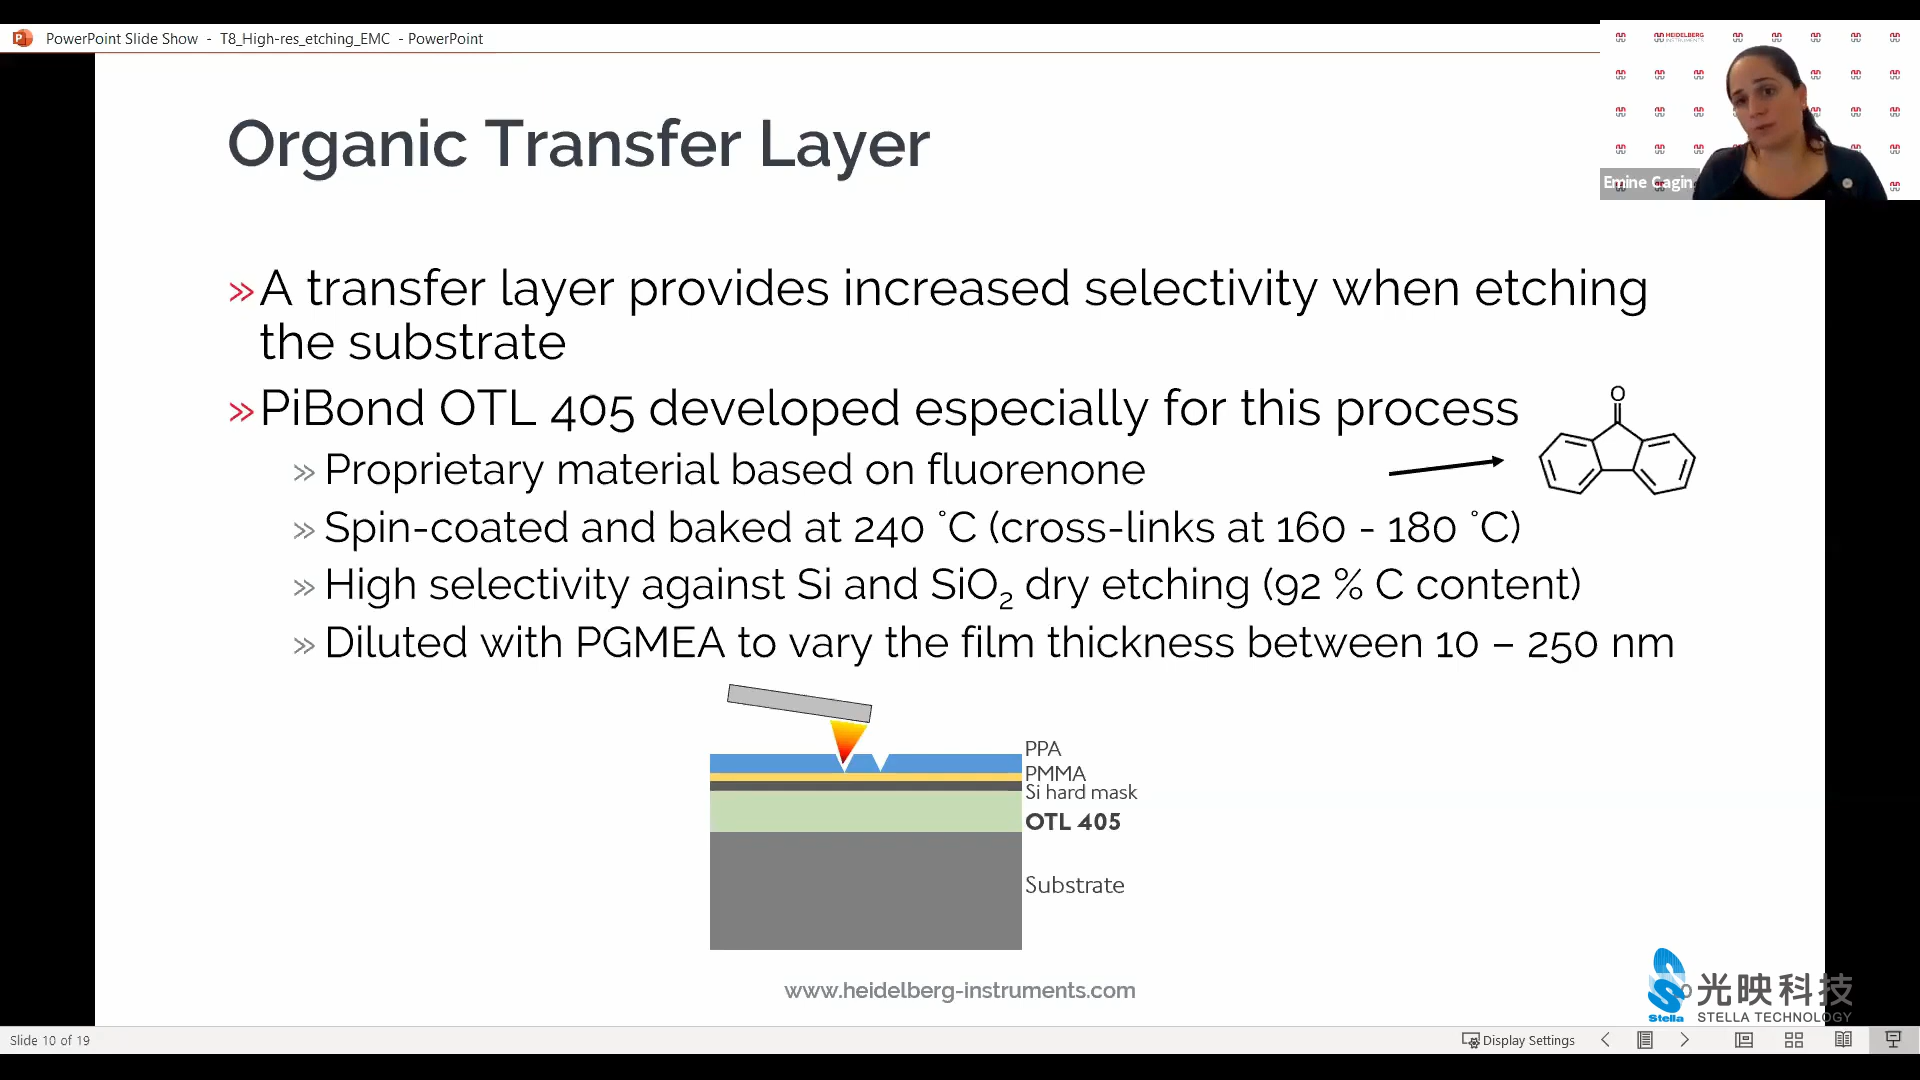 PowerPoint Slide Show - T8_High-res_etching_EMC - PowerPoint
HEIDELBERG
INSTRUMENTS
Emine Cagin
Organic Transfer Layer
» A transfer layer provides increased selectivity when etching
the substrate
» PiBond OTL 405 developed especially for this process
» Proprietary material based on fluorenone
» Spin-coated and baked at 240 °C (cross-links at 160 - 180 °C)
» High selectivity against Si and SiO₂ dry etching (92 % C content)
» Diluted with PGMEA to vary the film thickness between 10 – 250 nm
O
PPA
PMMA
Si hard mask
OTL 405
Substrate
www.heidelberg-instruments.com
光映科技
Stella STELLA TECHNOLOGY
Slide 10 of 19
Display Settings